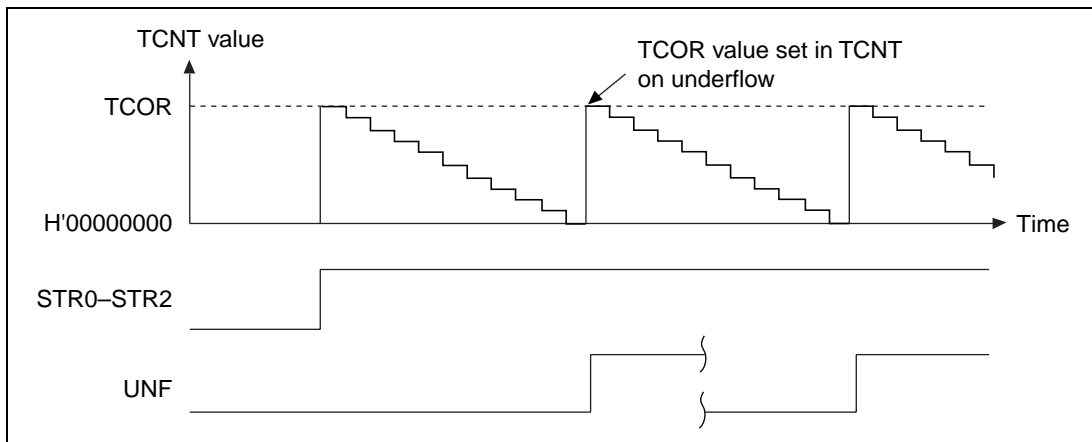 TCNT value
TCOR value set in TCNT
on underflow
TCOR
H'00000000
Time
STR0–STR2
UNF